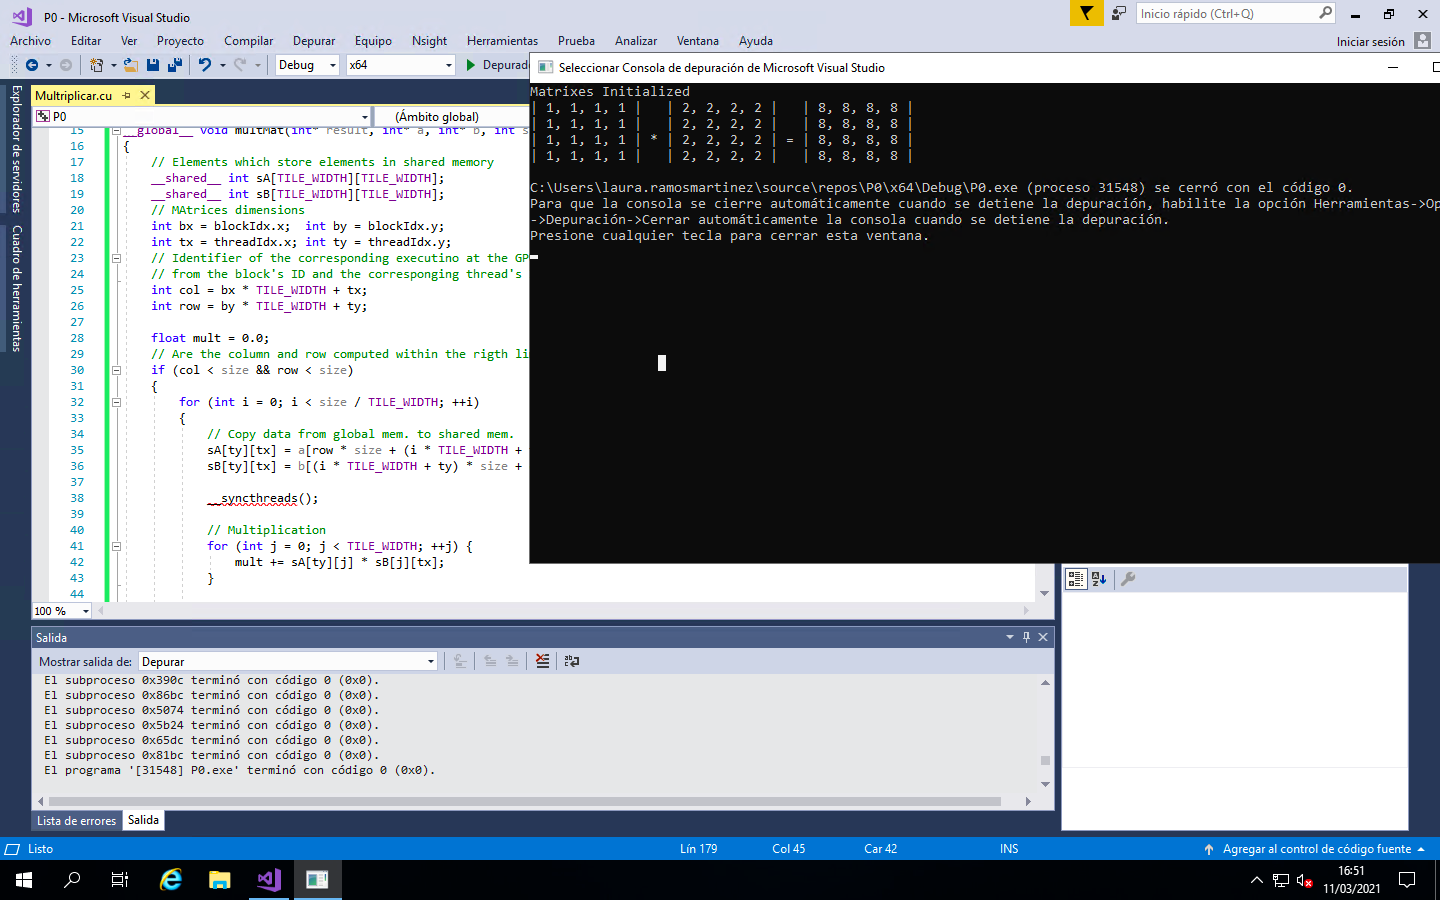 P0 - Microsoft Visual Studio
Inicio rápido (Ctrl+Q)
Archivo Editar Ver Proyecto Compilar Depurar Equipo Nsight Herramientas Prueba Analizar Ventana Ayuda
Iniciar sesión
Debug x64 Depurado
Explorador de servidores
Cuadro de herramientas
Multriplicar.cu
P0 (Ámbito global)
15 __global__ void multMat(int* result, int* a, int* b, int s
16 {
17 // Elements which store elements in shared memory
18 __shared__ int sA[TILE_WIDTH][TILE_WIDTH];
19 __shared__ int sB[TILE_WIDTH][TILE_WIDTH];
20 // MAtrices dimensions
21 int bx = blockIdx.x; int by = blockIdx.y;
22 int tx = threadIdx.x; int ty = threadIdx.y;
23 // Identifier of the corresponding executino at the GP
24 // from the block's ID and the corresponging thread's
25 int col = bx * TILE_WIDTH + tx;
26 int row = by * TILE_WIDTH + ty;
27
28 float mult = 0.0;
29 // Are the column and row computed within the rigth li
30 if (col < size && row < size)
31 {
32 for (int i = 0; i < size / TILE_WIDTH; ++i)
33 {
34 // Copy data from global mem. to shared mem.
35 sA[ty][tx] = a[row * size + (i * TILE_WIDTH +
36 sB[ty][tx] = b[(i * TILE_WIDTH + ty) * size +
37
38 __syncthreads();
39
40 // Multiplication
41 for (int j = 0; j < TILE_WIDTH; ++j) {
42 mult += sA[ty][j] * sB[j][tx];
43 }
44
100 %
Seleccionar Consola de depuración de Microsoft Visual Studio
Matrixes Initialized
| 1, 1, 1, 1 |   | 2, 2, 2, 2 |   | 8, 8, 8, 8 |
| 1, 1, 1, 1 |   | 2, 2, 2, 2 |   | 8, 8, 8, 8 |
| 1, 1, 1, 1 | * | 2, 2, 2, 2 | = | 8, 8, 8, 8 |
| 1, 1, 1, 1 |   | 2, 2, 2, 2 |   | 8, 8, 8, 8 |
C:\Users\laura.ramosmartinez\source\repos\P0\x64\Debug\P0.exe (proceso 31548) se cerró con el código 0.
Para que la consola se cierre automáticamente cuando se detiene la depuración, habilite la opción Herramientas->Op
->Depuración->Cerrar automáticamente la consola cuando se detiene la depuración.
Presione cualquier tecla para cerrar esta ventana.
Salida
Mostrar salida de: Depurar
El subproceso 0x390c terminó con código 0 (0x0).
El subproceso 0x86bc terminó con código 0 (0x0).
El subproceso 0x5074 terminó con código 0 (0x0).
El subproceso 0x5b24 terminó con código 0 (0x0).
El subproceso 0x65dc terminó con código 0 (0x0).
El subproceso 0x81bc terminó con código 0 (0x0).
El programa '[31548] P0.exe' terminó con código 0 (0x0).
Lista de errores Salida
Listo Lín 179 Col 45 Car 42 INS Agregar al control de código fuente
16:51
11/03/2021